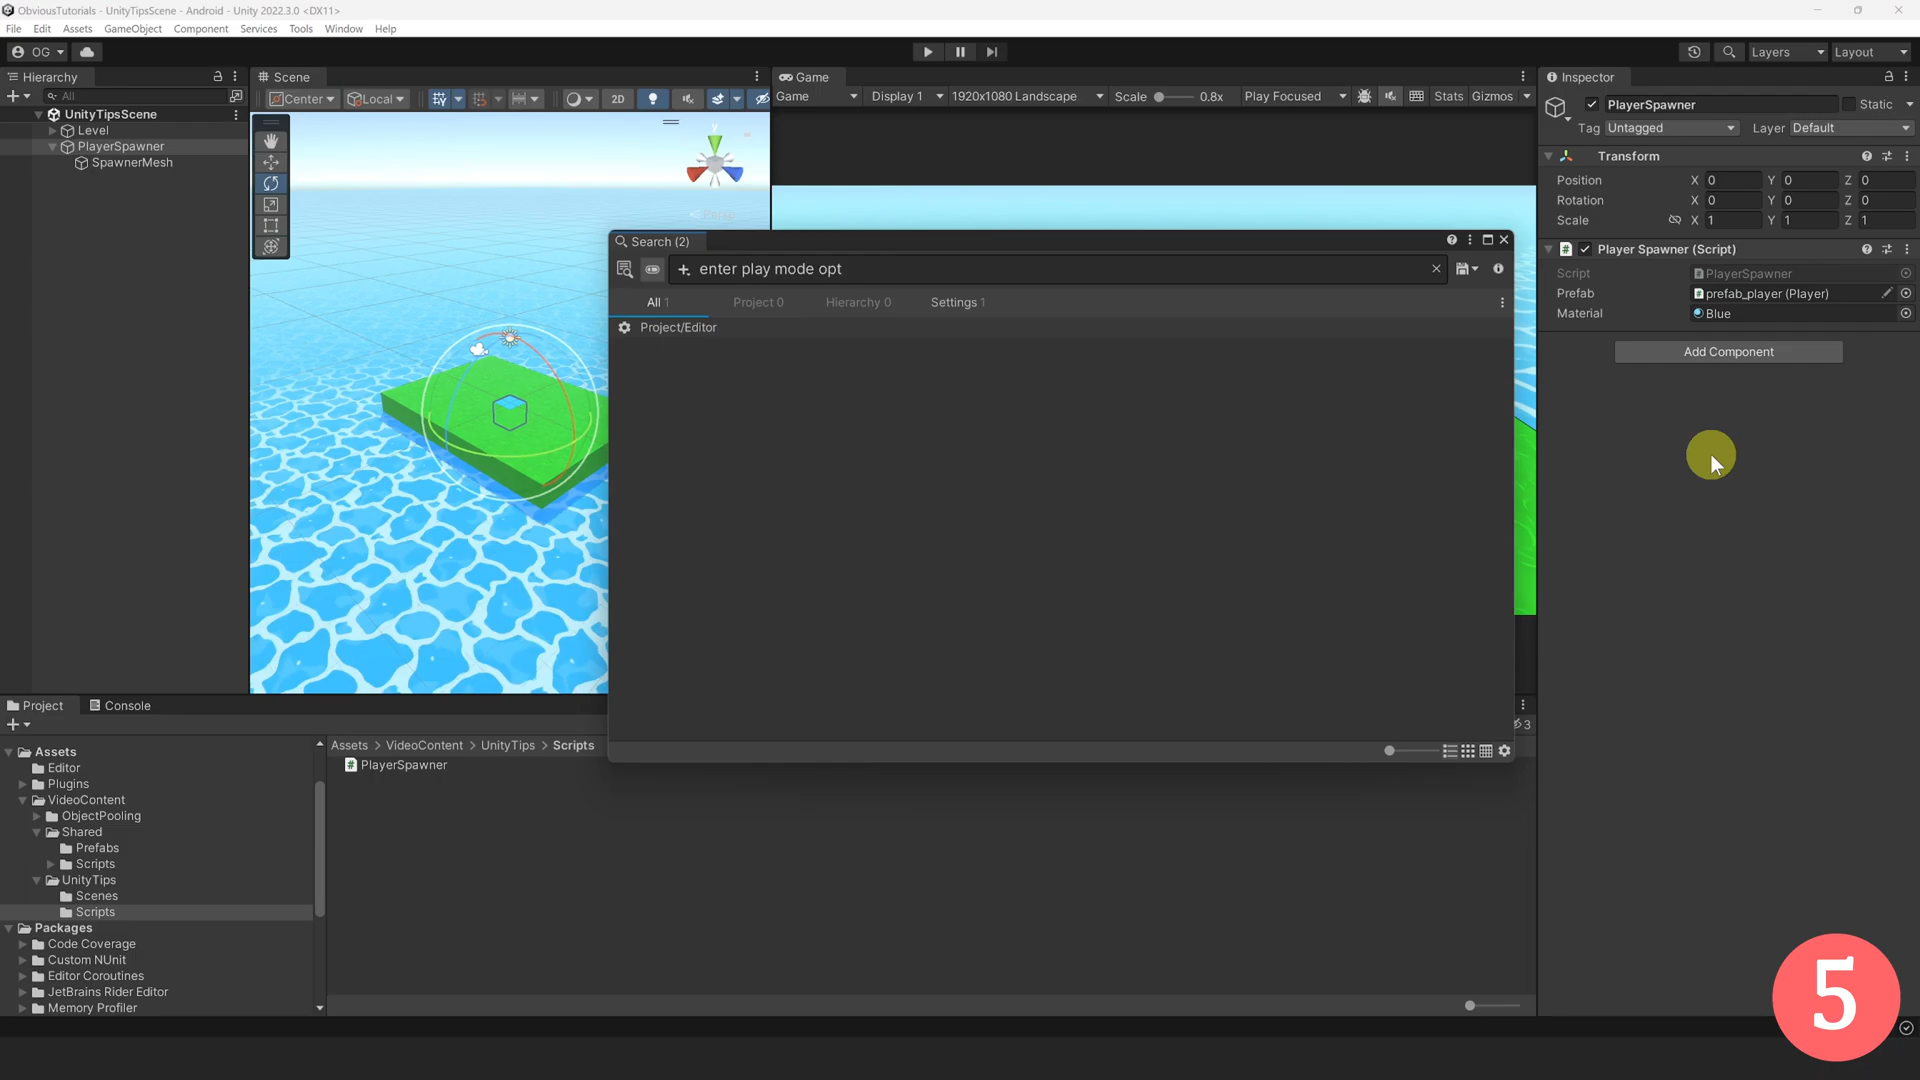 ObviousTutorials - UnityTipsScene - Android - Unity 2022.3.0 <DX11>
File Edit Assets GameObject Component Services Tools Window Help
OG Layers Layout
Hierarchy
All
UnityTipsScene
Level
PlayerSpawner
SpawnerMesh
Scene
Center Local 2D
y
Persp
Game
Game Display 1 1920x1080 Landscape Scale 0.8x Play Focused Stats Gizmos
Search (2)
enter play mode opt
All 1 Project 0 Hierarchy 0 Settings 1
Project/Editor
Inspector
PlayerSpawner Static
Tag Untagged Layer Default
Transform
Position X 0 Y 0 Z 0
Rotation X 0 Y 0 Z 0
Scale X 1 Y 1 Z 1
Player Spawner (Script)
Script PlayerSpawner
Prefab prefab_player (Player)
Material Blue
Add Component
Project Console
3
Assets
Editor
Plugins
VideoContent
ObjectPooling
Shared
Prefabs
Scripts
UnityTips
Scenes
Scripts
Packages
Code Coverage
Custom NUnit
Editor Coroutines
JetBrains Rider Editor
Memory Profiler
Assets > VideoContent > UnityTips > Scripts
PlayerSpawner
5